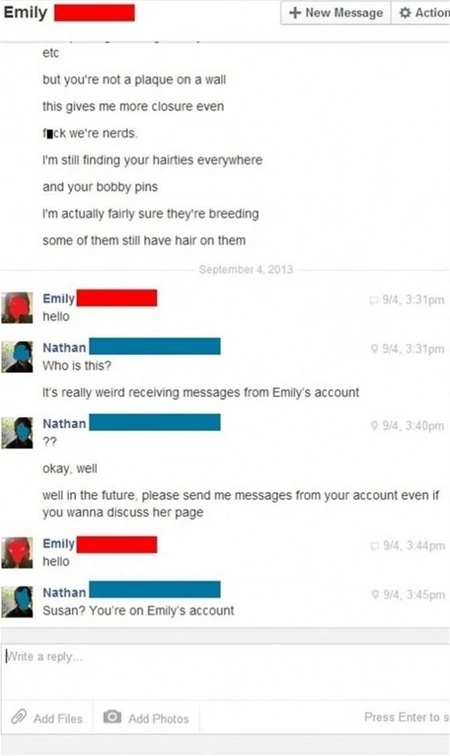 Emily
+ New Message
Action
etc
but you're not a plaque on a wall
this gives me more closure even
f ck we're nerds.
I'm still finding your hairties everywhere
and your bobby pins
I'm actually fairly sure they're breeding
some of them still have hair on them
September 4, 2013
Emily
9/4, 3:31pm
hello
Nathan
9/4, 3:31pm
Who is this?
It's really weird receiving messages from Emily's account
Nathan
9/4, 3:40pm
??
okay, well
well in the future, please send me messages from your account even if
you wanna discuss her page
Emily
9/4, 3:44pm
hello
Nathan
9/4, 3:45pm
Susan? You're on Emily's account
Write a reply...
Add Files
Add Photos
Press Enter to s